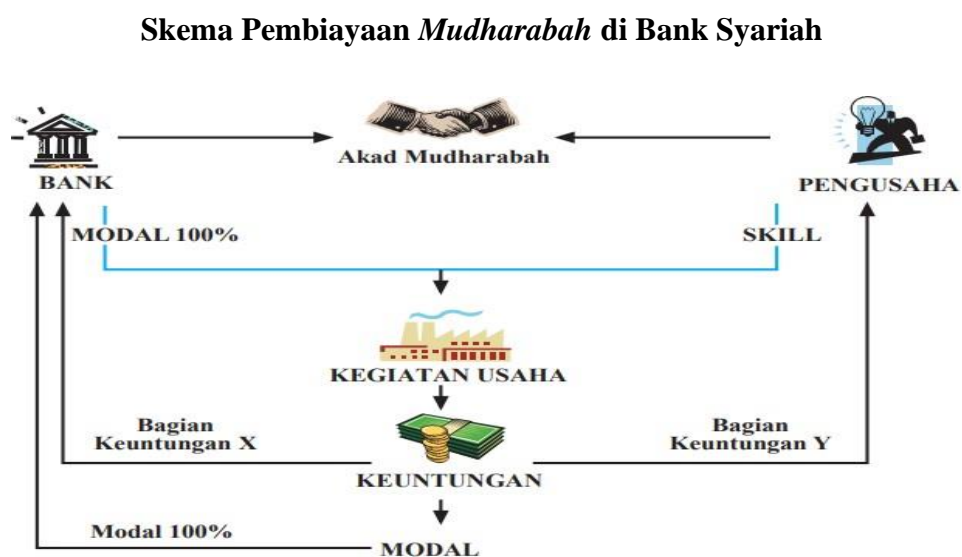 Skema Pembiayaan Mudharabah di Bank Syariah
Akad Mudharabah
BANK
PENGUSAHA
MODAL 100%
SKILL
KEGIATAN USAHA
Bagian
Keuntungan X
Bagian
Keuntungan Y
KEUNTUNGAN
Modal 100%
MODAL